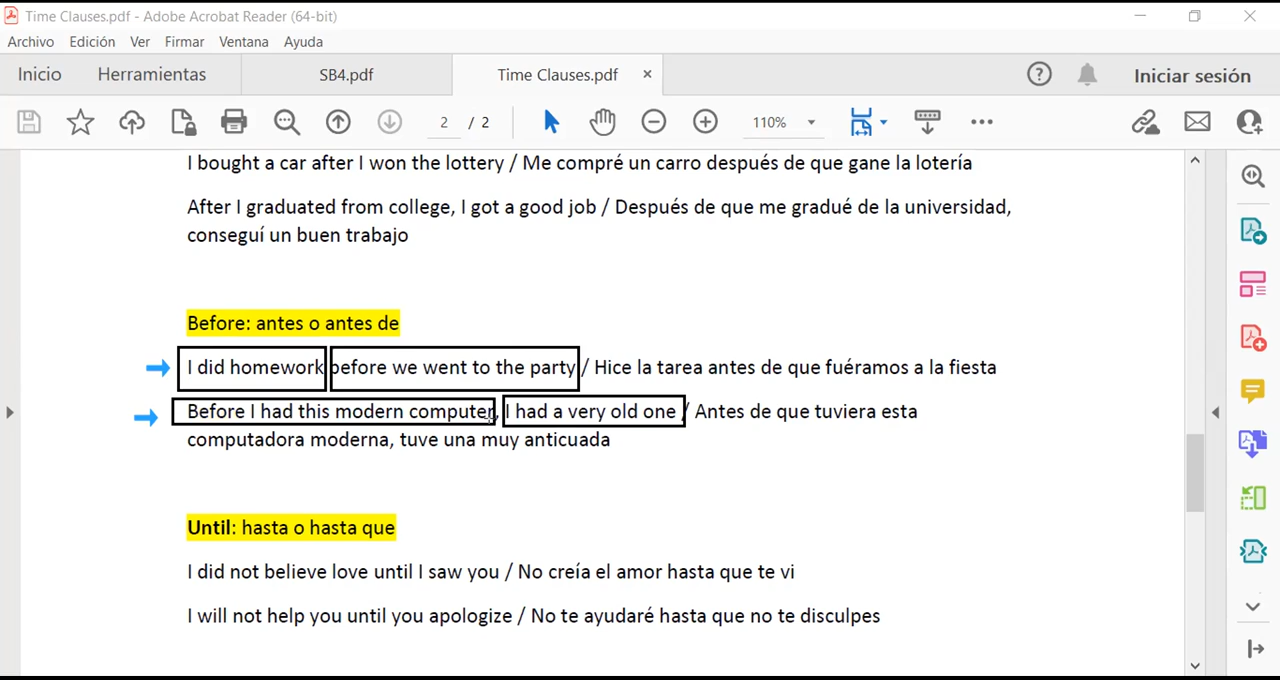 Time Clauses.pdf - Adobe Acrobat Reader (64-bit)
Archivo Edición Ver Firmar Ventana Ayuda
Inicio Herramientas SB4.pdf Time Clauses.pdf × ? Iniciar sesión
2 / 2 110%
I bought a car after I won the lottery / Me compré un carro después de que gane la lotería
After I graduated from college, I got a good job / Después de que me gradué de la universidad,
conseguí un buen trabajo
Before: antes o antes de
I did homework before we went to the party / Hice la tarea antes de que fuéramos a la fiesta
Before I had this modern computer, I had a very old one / Antes de que tuviera esta
computadora moderna, tuve una muy anticuada
Until: hasta o hasta que
I did not believe love until I saw you / No creía el amor hasta que te vi
I will not help you until you apologize / No te ayudaré hasta que no te disculpes